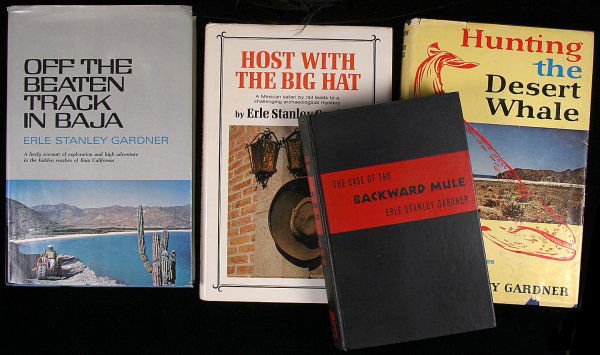 OFF THE
BEATEN
TRACK
IN BAJA
ERLE STANLEY GARDNER
A lively account of exploration and high adventure
in the hidden reaches of Baja California
HOST WITH
THE BIG HAT
A Mexican safari by rail leads to a
challenging archaeological mystery
by Erle Stanley
THE CASE OF THE
BACKWARD MULE
ERLE STANLEY GARDNER
Hunting
the
Desert
Whale
GARDNER